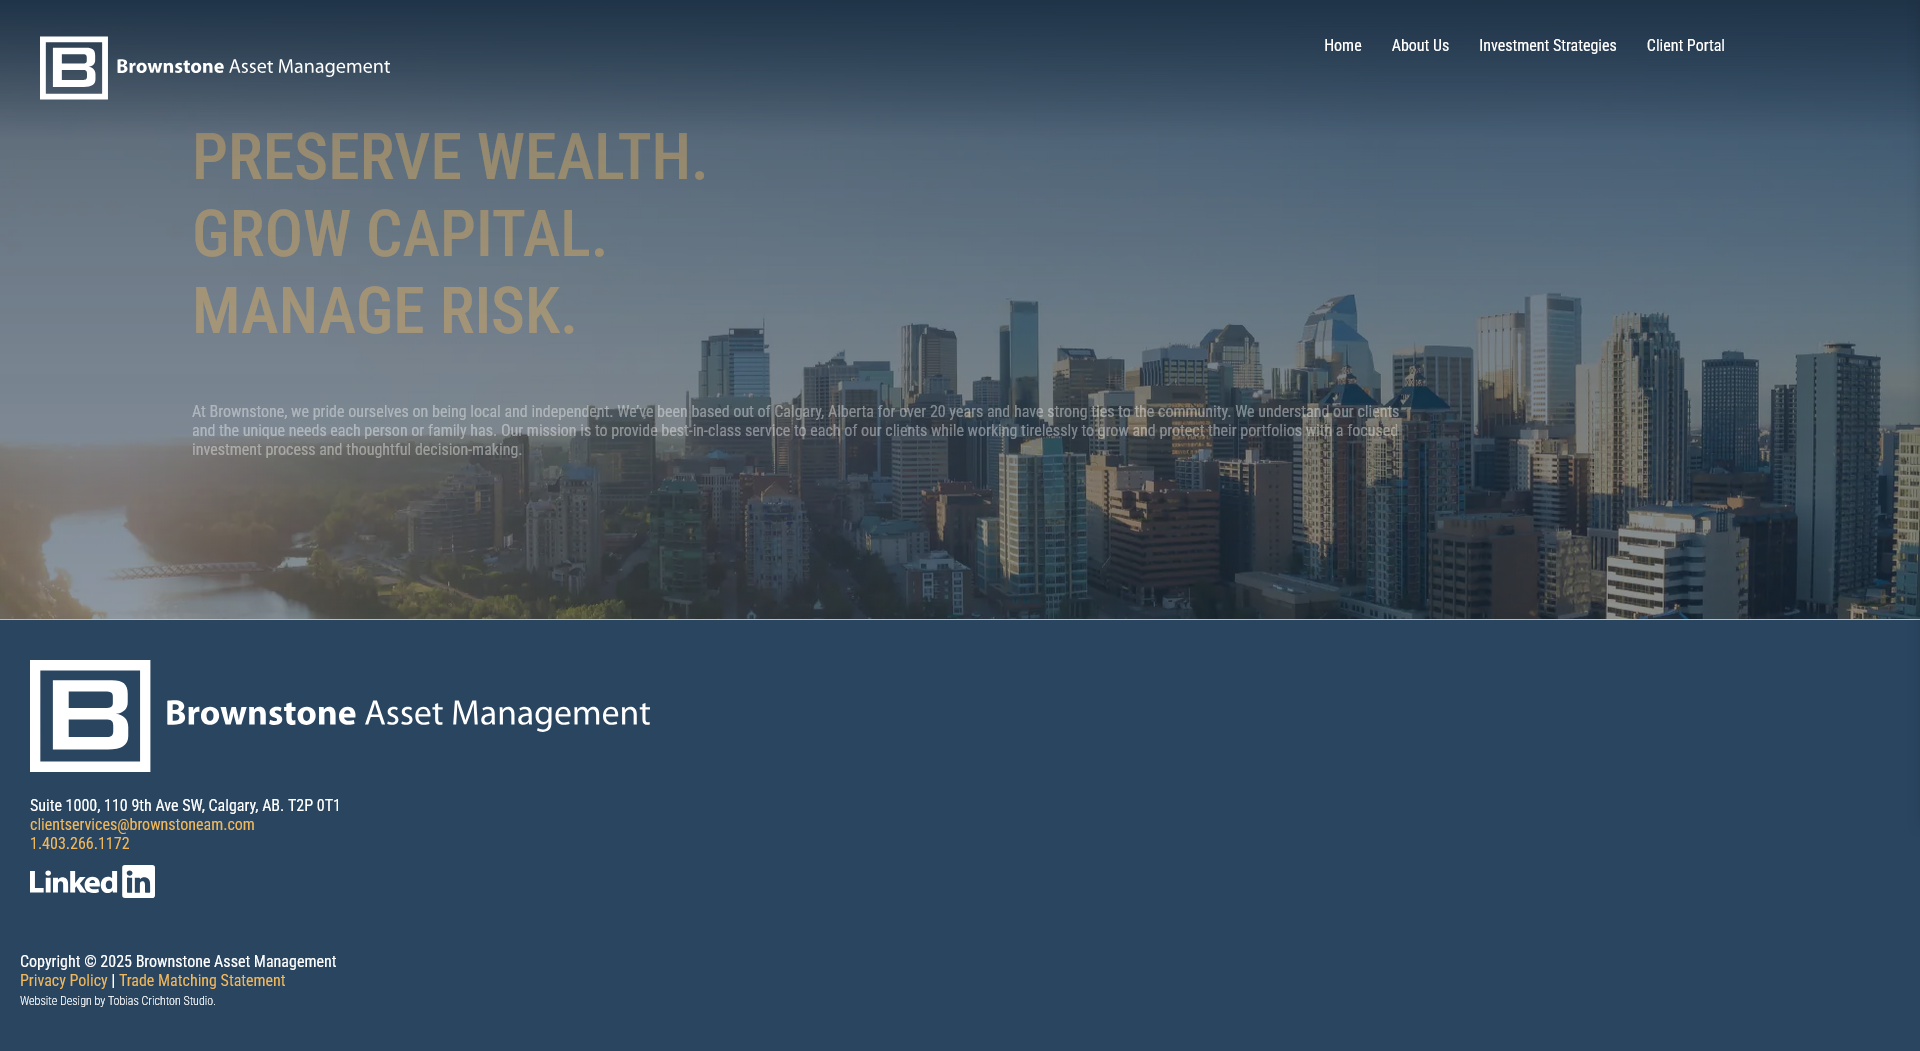 B Brownstone Asset Management
Home About Us Investment Strategies Client Portal
PRESERVE WEALTH.
GROW CAPITAL.
MANAGE RISK.
At Brownstone, we pride ourselves on being local and independent. We've been based out of Calgary, Alberta for over 20 years and have strong ties to the community. We understand our clients
and the unique needs each person or family has. Our mission is to provide best-in-class service to each of our clients while working tirelessly to grow and protect their portfolios with a focused
investment process and thoughtful decision-making.
B Brownstone Asset Management
Suite 1000, 110 9th Ave SW, Calgary, AB. T2P 0T1
clientservices@brownstoneam.com
1.403.266.1172
Linked in
Copyright © 2025 Brownstone Asset Management
Privacy Policy | Trade Matching Statement
Website Design by Tobias Crichton Studio.